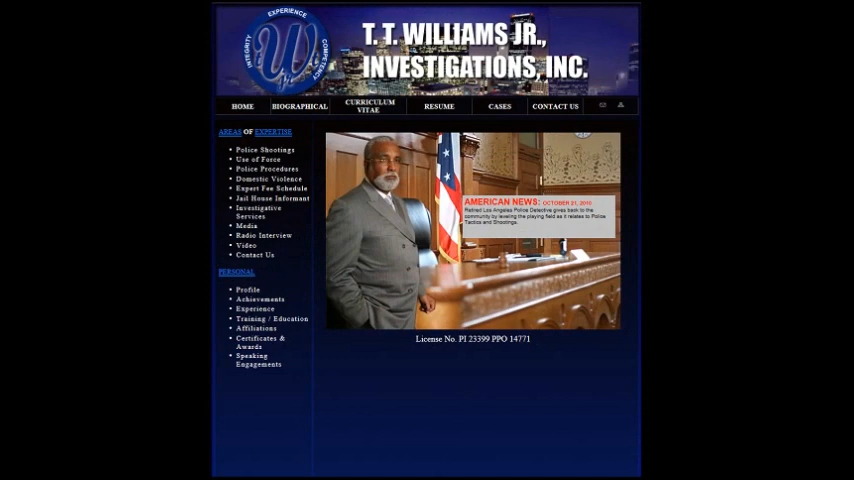 EXPERIENCE
INTEGRITY
COMPETENCY
W
T. T. WILLIAMS JR.,
INVESTIGATIONS, INC.
HOME
BIOGRAPHICAL
CURRICULUM
VITAE
RESUME
CASES
CONTACT US
AREAS OF EXPERTISE
Police Shootings
Use of Force
Police Procedures
Domestic Violence
Expert Fee Schedule
Jail House Informant
Investigative
Services
Media
Radio Interview
Video
Contact Us
PERSONAL
Profile
Achievements
Experience
Training / Education
Affiliations
Certificates &
Awards
Speaking
Engagements
AMERICAN NEWS: OCTOBER 21, 2010
Retired Los Angeles Police Detective gives back to the
community by leveling the playing field as it relates to Police
Tactics and Shootings.
License No. PI 23399 PPO 14771